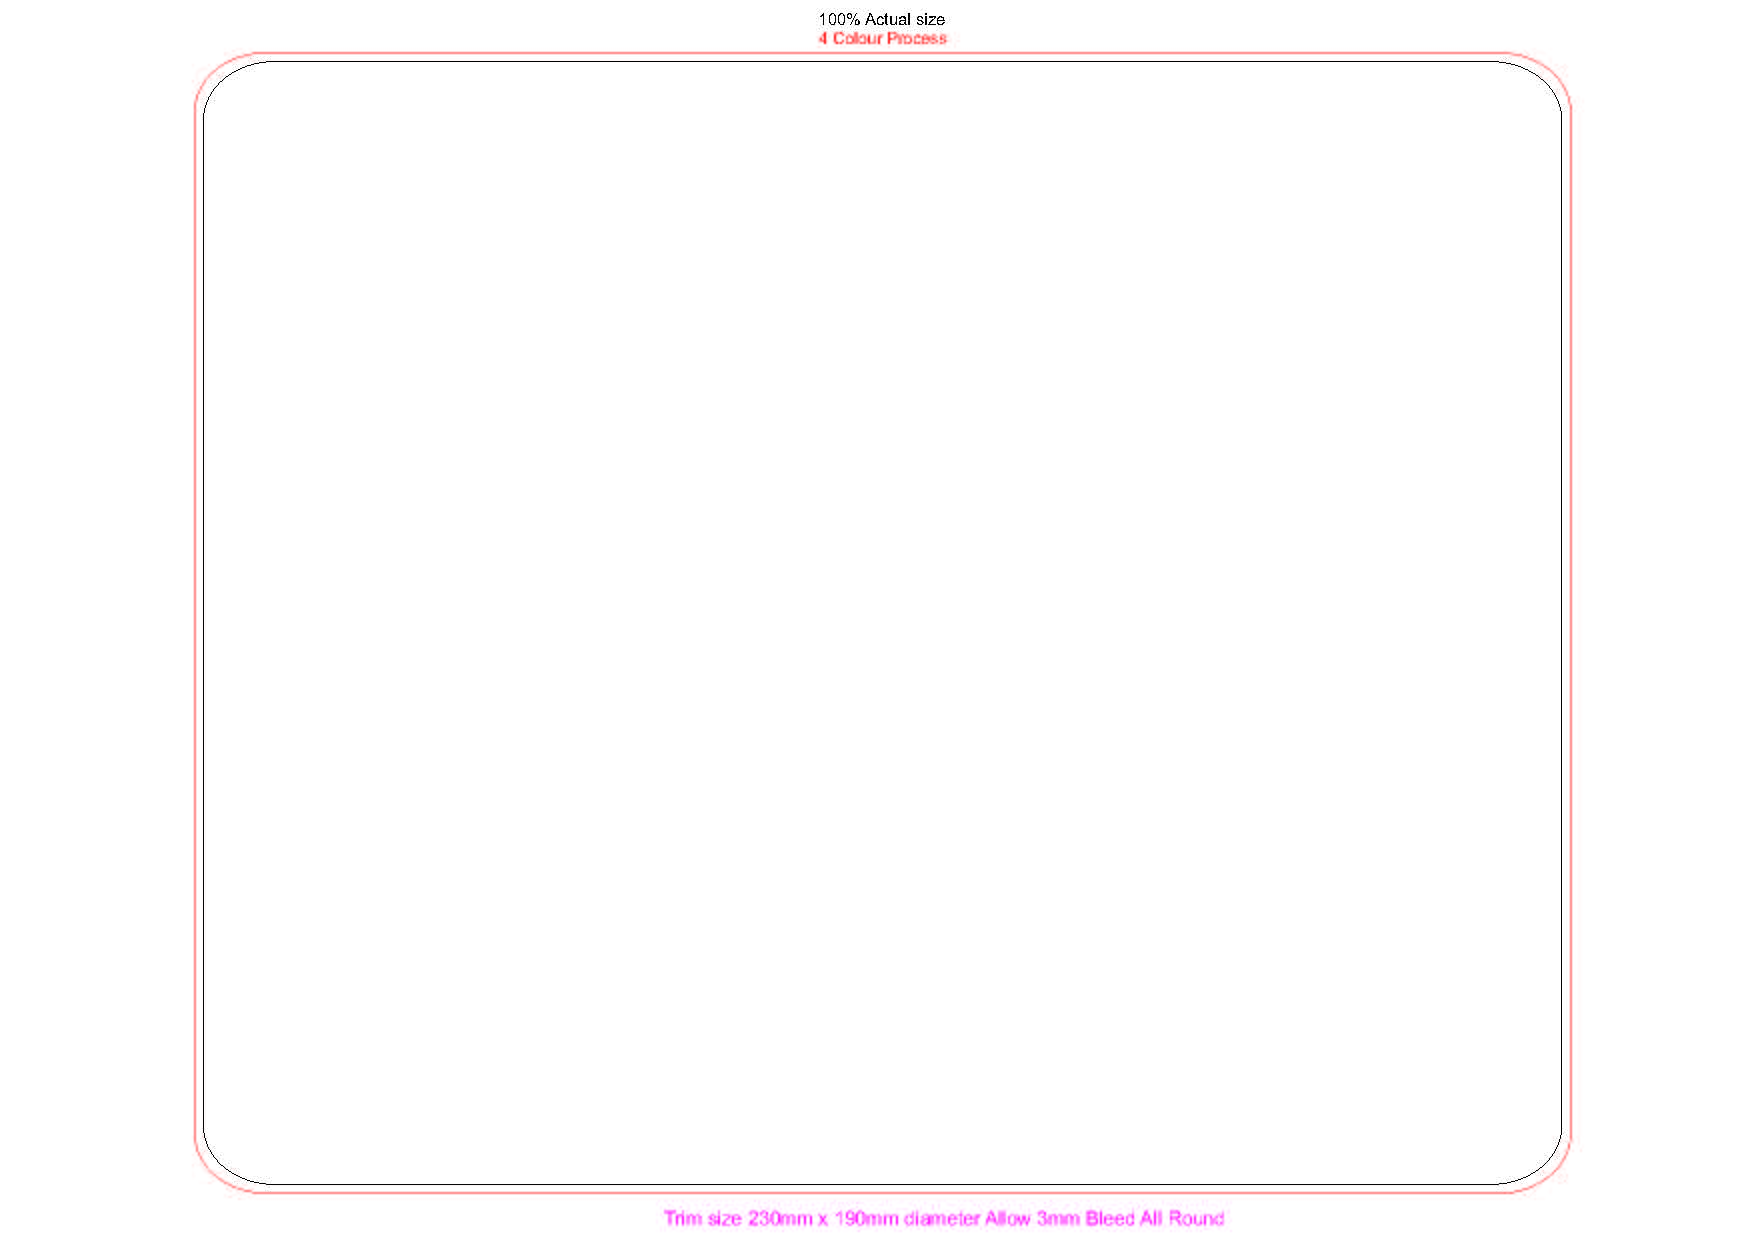 100% Actual size
4 Colour Process
Trim size 230mm x 190mm diameter Allow 3mm Bleed All Round